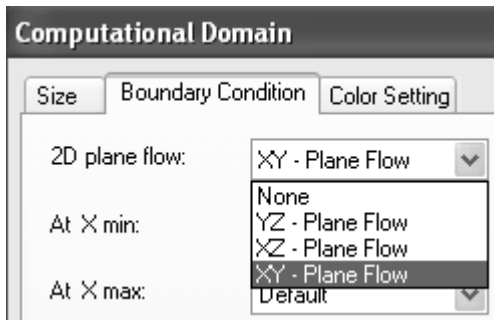 Computational Domain
Size Boundary Condition Color Setting
2D plane flow: XY - Plane Flow
None
At X min: YZ - Plane Flow
XZ - Plane Flow
XY - Plane Flow
At X max: Default